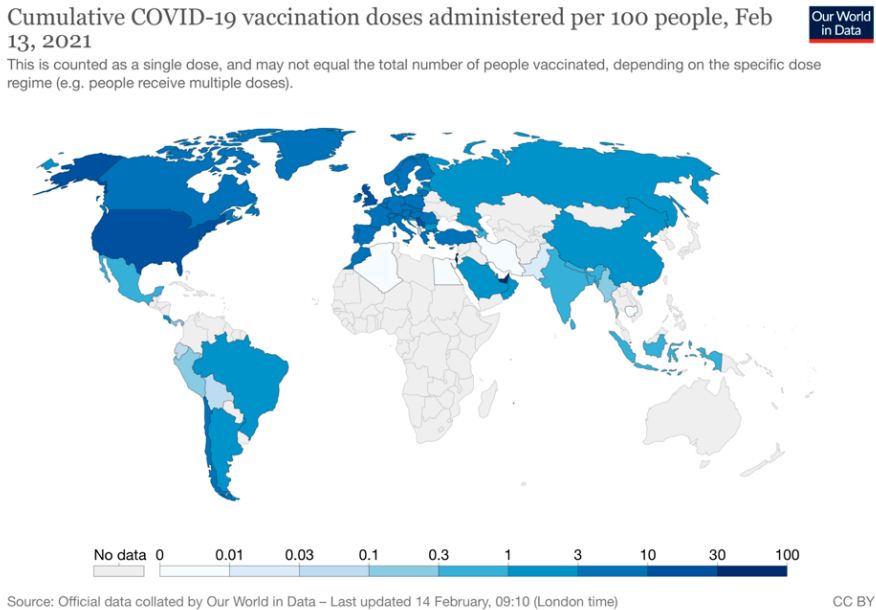 Cumulative COVID-19 vaccination doses administered per 100 people, Feb
13, 2021
Our World
in Data
This is counted as a single dose, and may not equal the total number of people vaccinated, depending on the specific dose
regime (e.g. people receive multiple doses).
No data 0 0.01 0.03 0.1 0.3 1 3 10 30 100
Source: Official data collated by Our World in Data – Last updated 14 February, 09:10 (London time)
CC BY